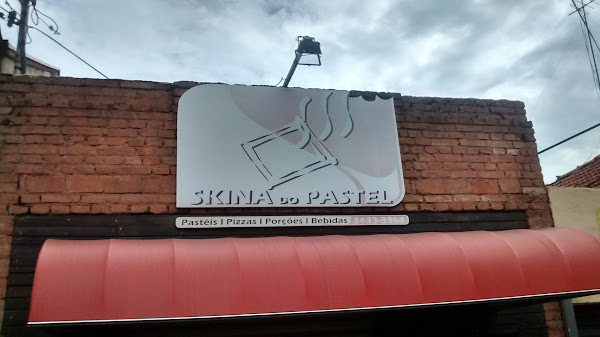 SKINA DO PASTEL
Pastéis | Pizzas | Porções | Bebidas